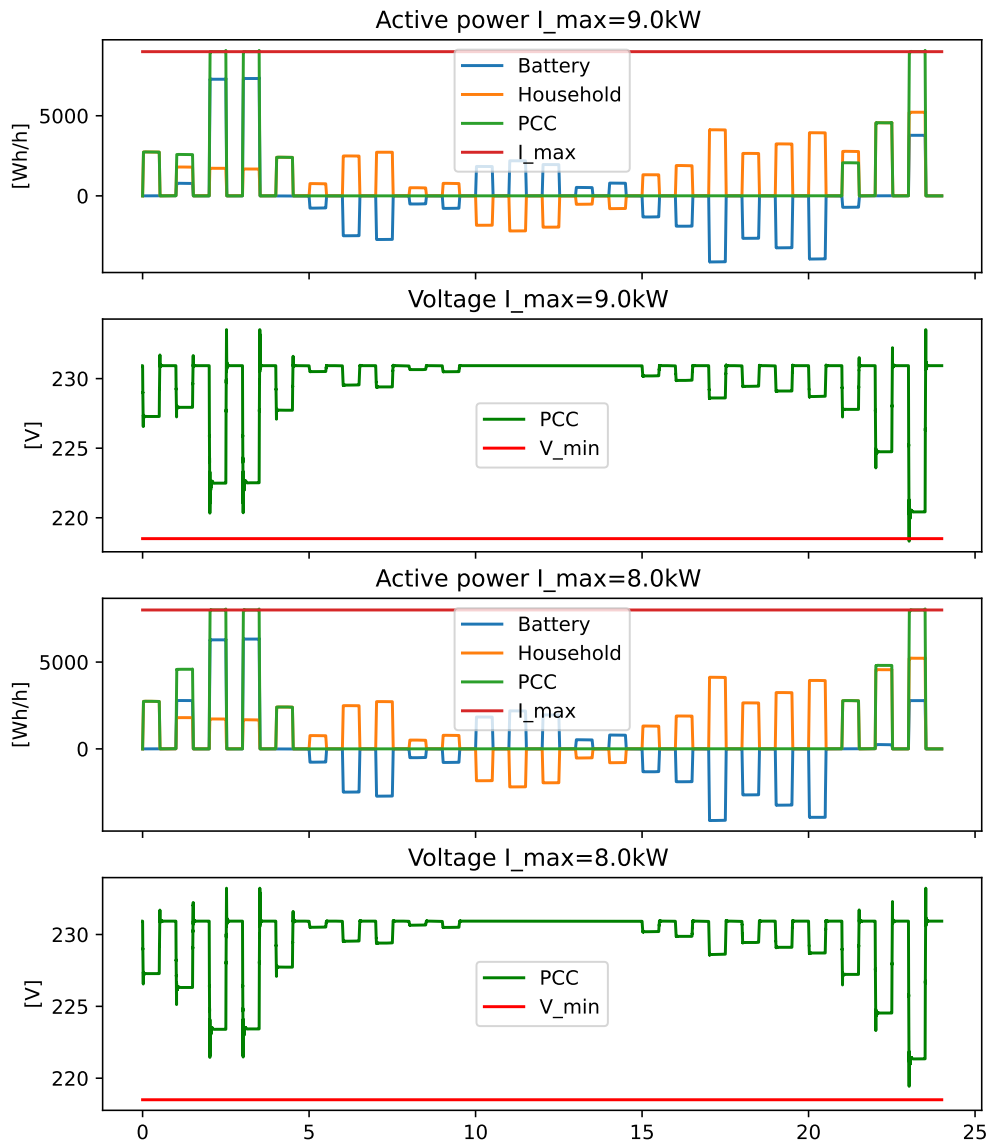 Active power I_max=9.0kW
[Wh/h]
5000
0
Battery
Household
PCC
I_max
Voltage I_max=9.0kW
[V]
230
225
220
PCC
V_min
Active power I_max=8.0kW
[Wh/h]
5000
0
Battery
Household
PCC
I_max
Voltage I_max=8.0kW
[V]
230
225
220
PCC
V_min
0 5 10 15 20 25